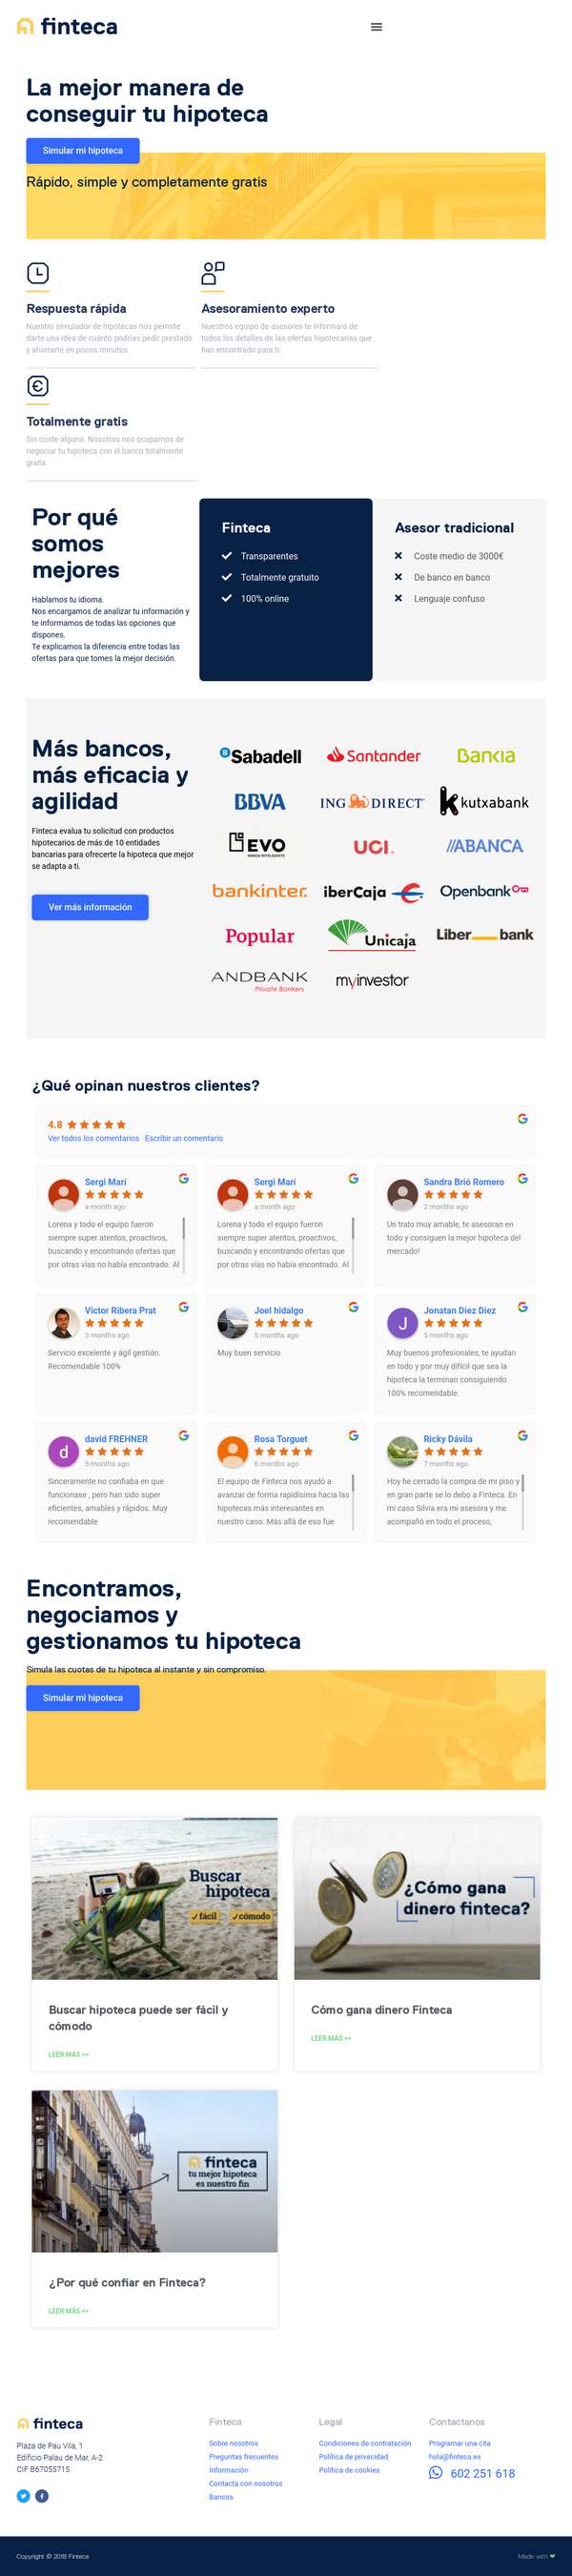 finteca
La mejor manera de
conseguir tu hipoteca
Simular mi hipoteca
Rápido, simple y completamente gratis
Respuesta rápida
Nuestro simulador de hipotecas nos permite
darte una idea de cuánto podrías pedir prestado
y ahorrarte en pocos minutos.
Asesoramiento experto
Nuestros equipo de asesores te informará de
todos los detalles de las ofertas hipotecarias que
han encontrado para ti.
Totalmente gratis
Sin coste alguno. Nosotros nos ocupamos de
negociar tu hipoteca con el banco totalmente
gratis.
Por qué
somos
mejores
Hablamos tu idioma.
Nos encargamos de analizar tu información y
te informamos de todas las opciones que
dispones.
Te explicamos la diferencia entre todas las
ofertas para que tomes la mejor decisión.
Finteca
Transparentes
Totalmente gratuito
100% online
Asesor tradicional
Coste medio de 3000€
De banco en banco
Lenguaje confuso
Más bancos,
más eficacia y
agilidad
Finteca evalua tu solicitud con productos
hipotecarios de más de 10 entidades
bancarias para ofrecerte la hipoteca que mejor
se adapta a ti.
Ver más información
B Sabadell Santander Bankia
BBVA ING DIRECT kutxabank
EVO BANCA INTELIGENTE UCI //ABANCA
bankinter. iberCaja Openbank
Popular Unicaja Liberbank
ANDBANK Private Bankers myinvestor
¿Qué opinan nuestros clientes?
4.8
Ver todos los comentarios Escribir un comentario
Sergi Marí
a month ago
Lorena y todo el equipo fueron
siempre super atentos, proactivos,
buscando y encontrando ofertas que
por otras vías no había encontrado. Al
Sergi Marí
a month ago
Lorena y todo el equipo fueron
siempre super atentos, proactivos,
buscando y encontrando ofertas que
por otras vías no había encontrado. Al
Sandra Brió Romero
2 months ago
Un trato muy amable, te asesoran en
todo y consiguen la mejor hipoteca del
mercado!
Victor Ribera Prat
3 months ago
Servicio excelente y ágil gestión.
Recomendable 100%
Joel hidalgo
5 months ago
Muy buen servicio
J
Jonatan Diez Diez
5 months ago
Muy buenos profesionales, te ayudan
en todo y por muy difícil que sea la
hipoteca la terminan consiguiendo.
100% recomendable.
d
david FREHNER
5 months ago
Sinceramente no confiaba en que
funcionase , pero han sido super
eficientes, amables y rápidos. Muy
recomendable
Rosa Torguet
6 months ago
El equipo de Finteca nos ayudó a
avanzar de forma rapidísima hacia las
hipotecas más interesantes en
nuestro caso. Más allá de eso fue
Ricky Dávila
7 months ago
Hoy he cerrado la compra de mi piso y
en gran parte se lo debo a Finteca. En
mi caso Silvia era mi asesora y me
acompañó en todo el proceso,
Encontramos,
negociamos y
gestionamos tu hipoteca
Simula las cuotas de tu hipoteca al instante y sin compromiso.
Simular mi hipoteca
Buscar
hipoteca
fácil cómodo
Buscar hipoteca puede ser fácil y
cómodo
LEER MÁS >>
¿Cómo gana
dinero finteca?
Cómo gana dinero Finteca
LEER MÁS >>
finteca
tu mejor hipoteca
es nuestro fin
¿Por qué confiar en Finteca?
LEER MÁS >>
finteca
Plaza de Pau Vila, 1
Edificio Palau de Mar, A-2
CIF B67055715
Finteca
Sobre nosotros
Preguntas frecuentes
Información
Contacta con nosotros
Bancos
Legal
Condiciones de contratación
Política de privacidad
Política de cookies
Contactanos
Programar una cita
hola@finteca.es
602 251 618
Copyright © 2018 Finteca
Made with ❤